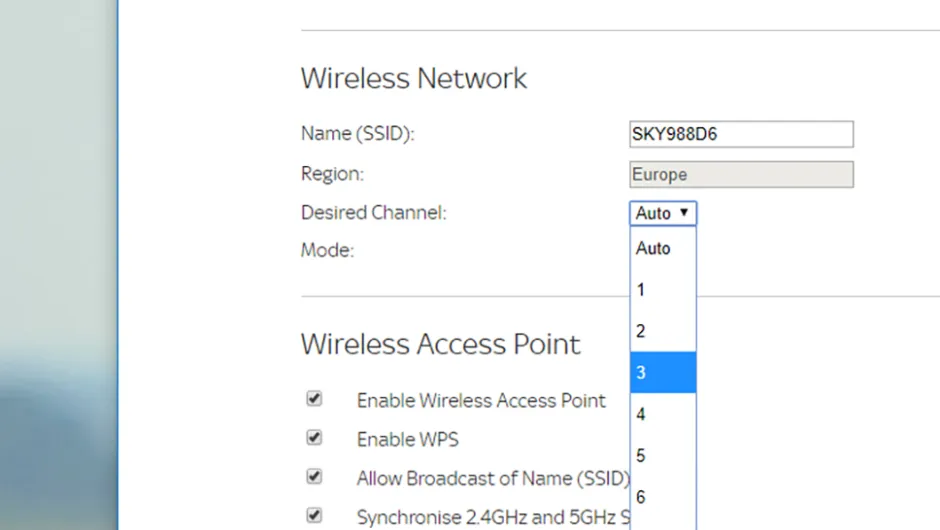 Wireless Network
Name (SSID): SKY988D6
Region: Europe
Desired Channel: Auto ▼
Mode:
Auto
1
2
3
4
5
6
Wireless Access Point
Enable Wireless Access Point
Enable WPS
Allow Broadcast of Name (SSID)
Synchronise 2.4GHz and 5GHz S